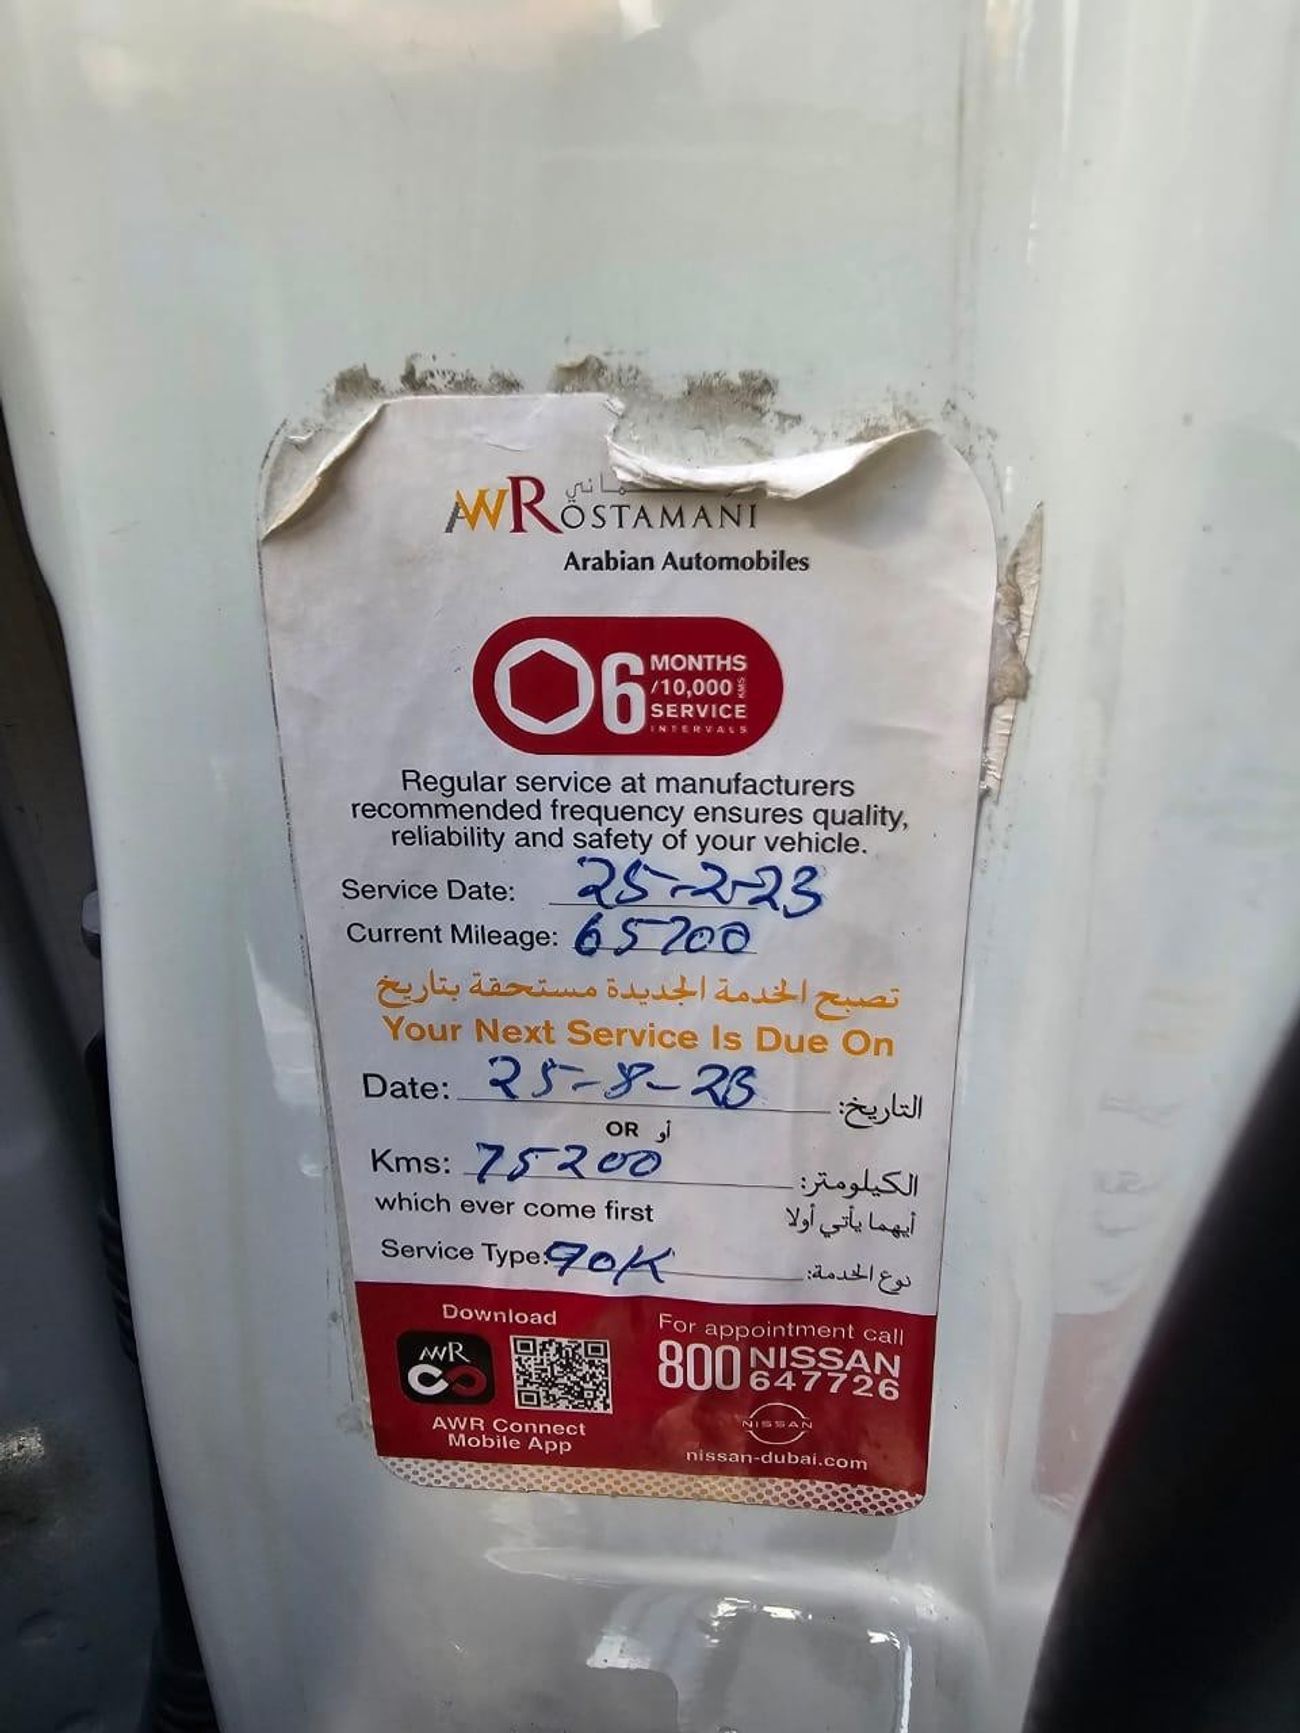 AWROSTAMANI
Arabian Automobiles
6 MONTHS
/10,000 KMS
SERVICE
INTERVALS
Regular service at manufacturers
recommended frequency ensures quality,
reliability and safety of your vehicle.
Service Date: 25-2-23
Current Mileage: 65200
تصبح الخدمة الجديدة مستحقة بتاريخ
Your Next Service Is Due On
Date: 25-8-23 التاريخ:
OR أو
Kms: 75200 الكيلومتر:
which ever come first أيهما يأتي أولا
Service Type: 90K نوع الخدمة:
Download
AWR
AWR Connect
Mobile App
For appointment call
800 NISSAN
647726
NISSAN
nissan-dubai.com